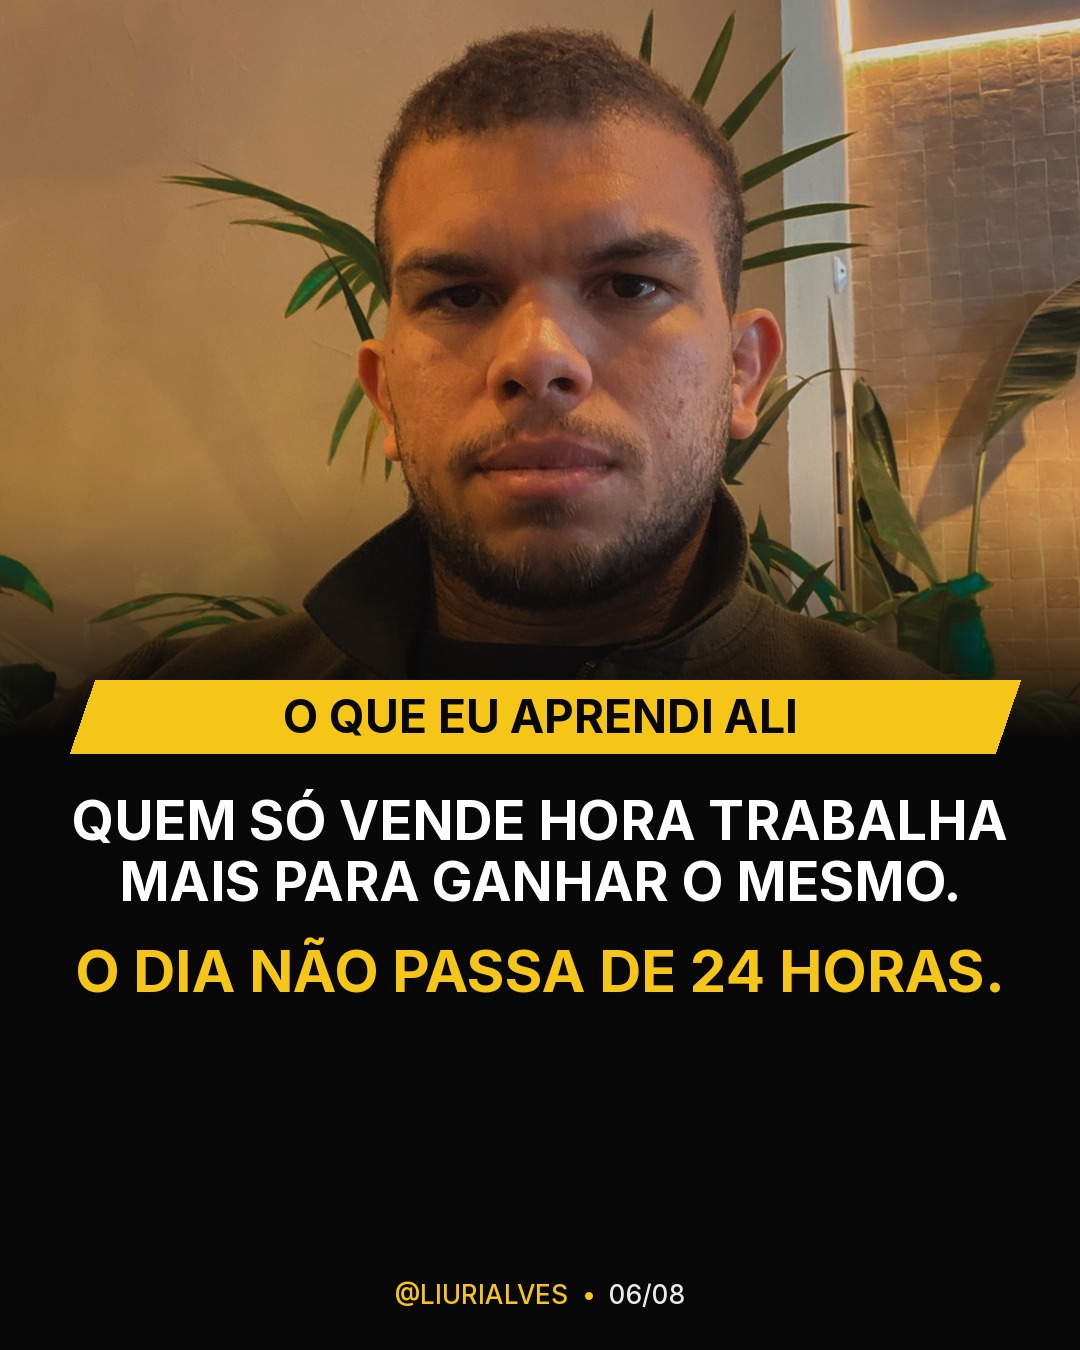 O QUE EU APRENDI ALI
QUEM SÓ VENDE HORA TRABALHA
MAIS PARA GANHAR O MESMO.
O DIA NÃO PASSA DE 24 HORAS.
@LIURIALVES • 06/08